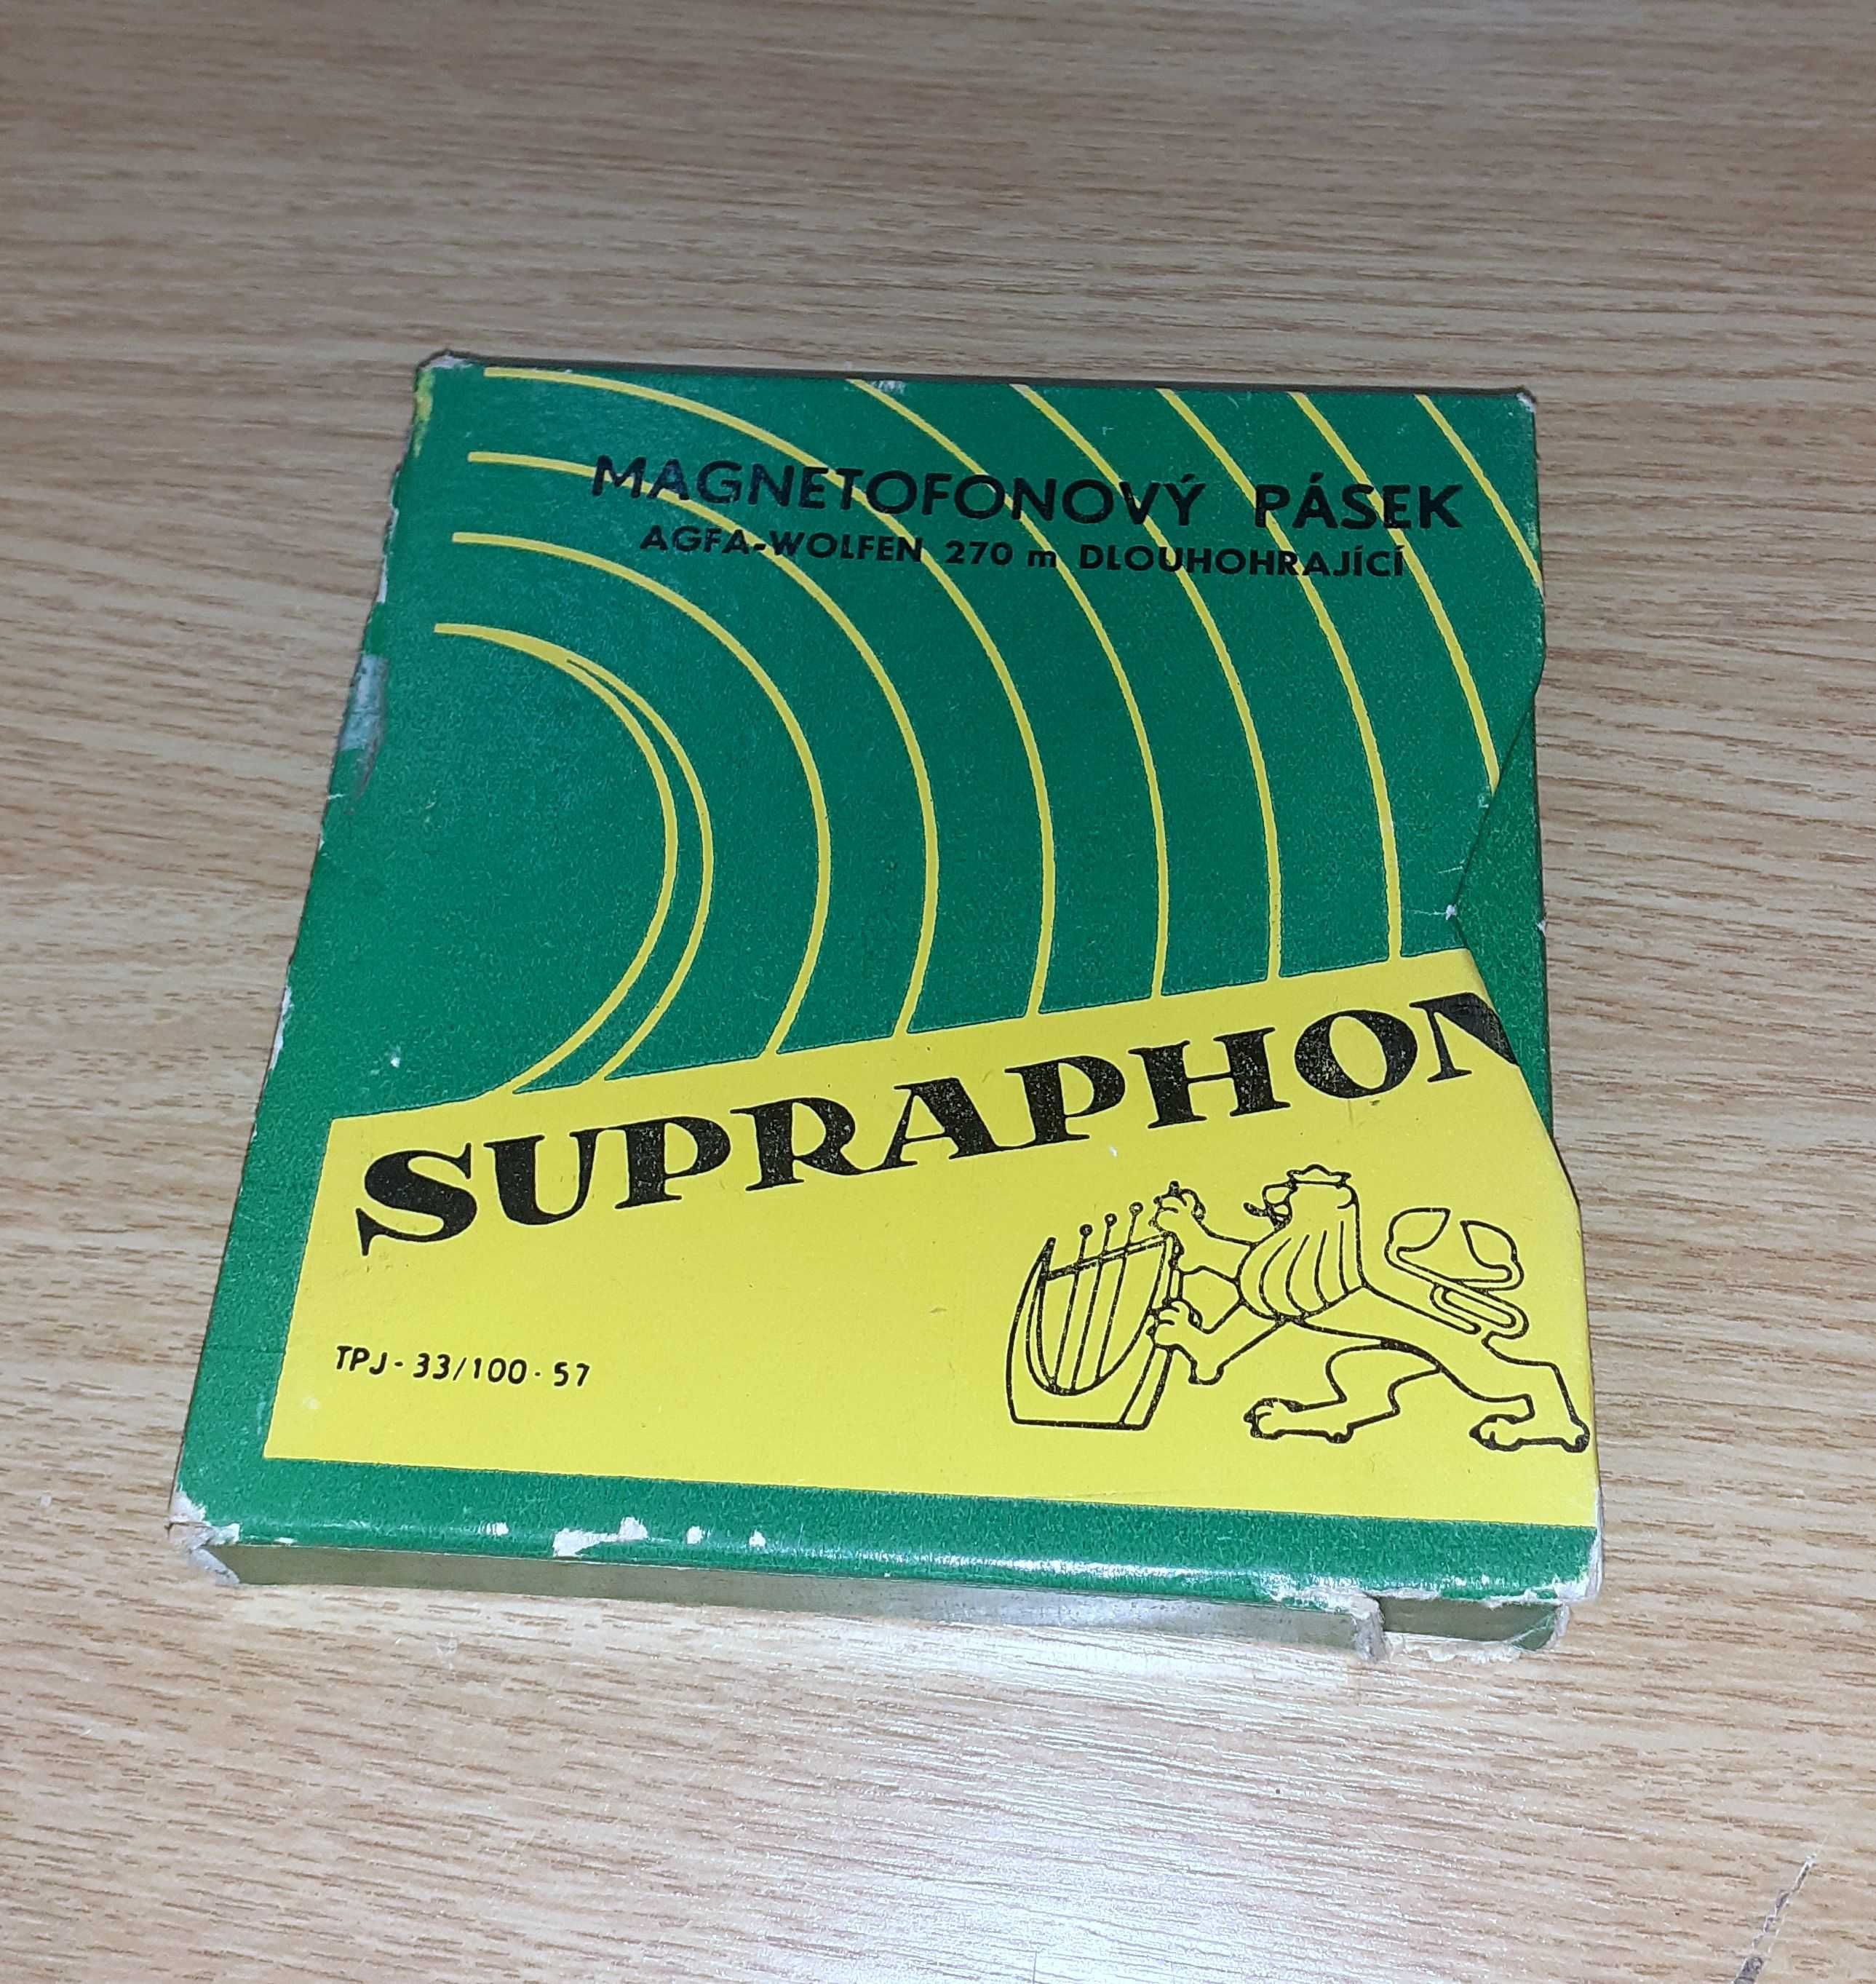 MAGNETOFONOVÝ PÁSEK
AGFA-WOLFEN 270 m DLOUHOHRAJÍCÍ
SUPRAPHON
TPJ - 33/100 - 57